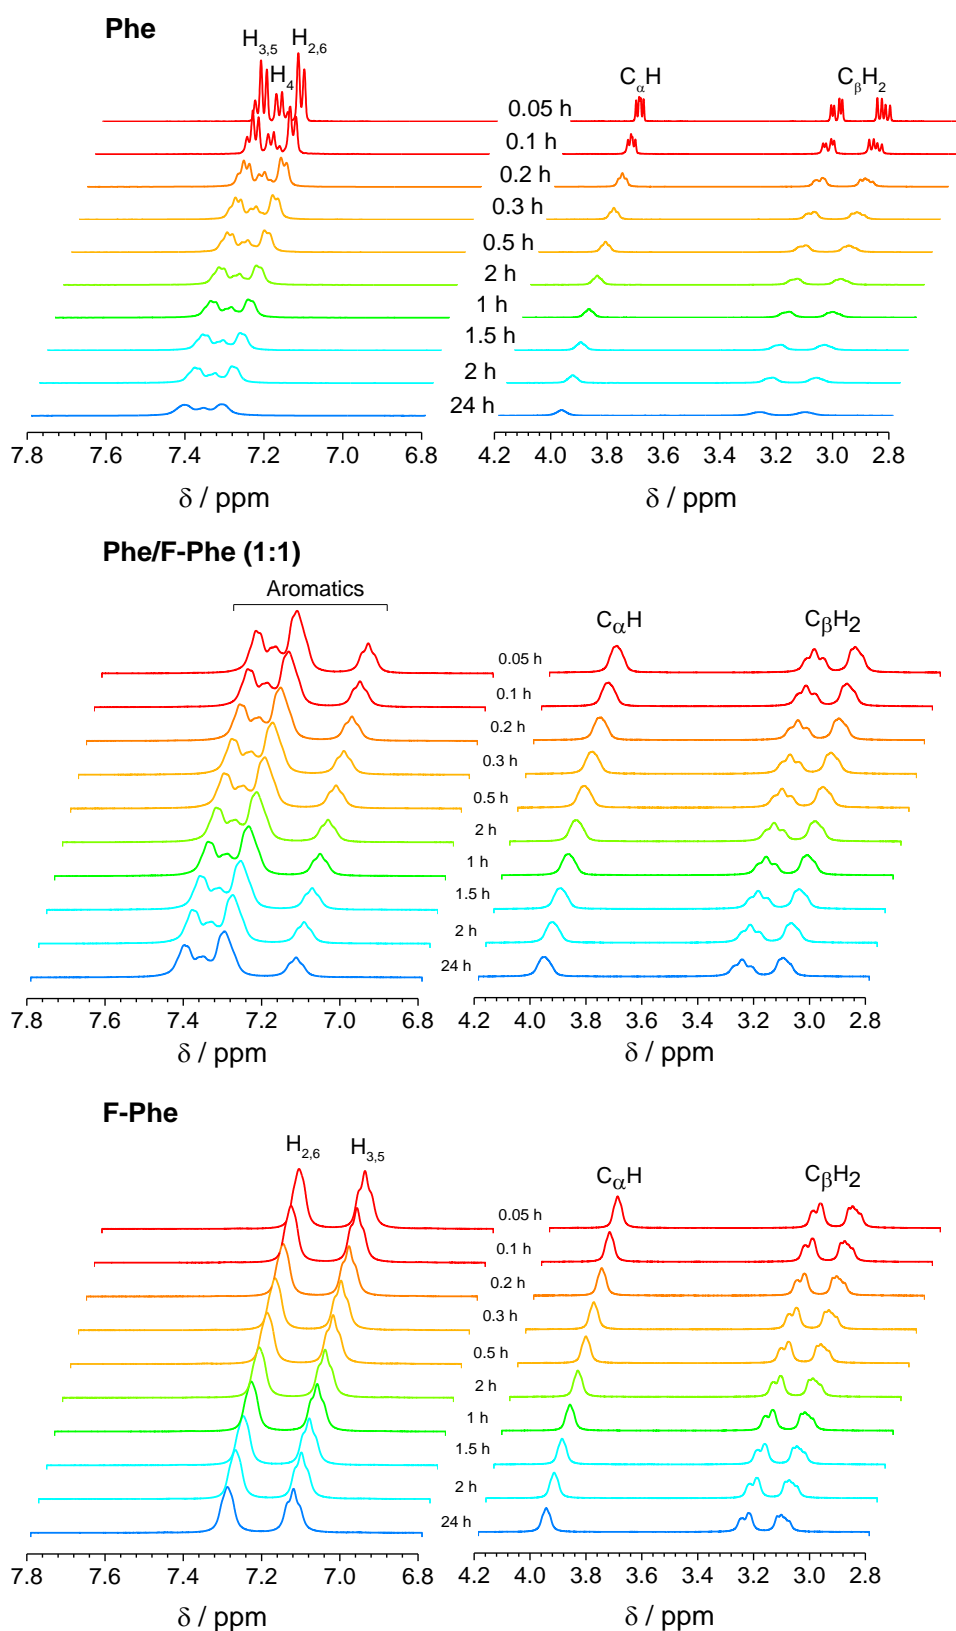 Phe
H3,5
H2,6
H4
CαH
CβH2
0.05 h
0.1 h
0.2 h
0.3 h
0.5 h
2 h
1 h
1.5 h
2 h
24 h
7.8 7.6 7.4 7.2 7.0 6.8
4.2 4.0 3.8 3.6 3.4 3.2 3.0 2.8
δ / ppm
δ / ppm
Phe/F-Phe (1:1)
Aromatics
CαH
CβH2
0.05 h
0.1 h
0.2 h
0.3 h
0.5 h
2 h
1 h
1.5 h
2 h
24 h
7.8 7.6 7.4 7.2 7.0 6.8
4.2 4.0 3.8 3.6 3.4 3.2 3.0 2.8
δ / ppm
δ / ppm
F-Phe
H2,6
H3,5
CαH
CβH2
0.05 h
0.1 h
0.2 h
0.3 h
0.5 h
2 h
1 h
1.5 h
2 h
24 h
7.8 7.6 7.4 7.2 7.0 6.8
4.2 4.0 3.8 3.6 3.4 3.2 3.0 2.8
δ / ppm
δ / ppm